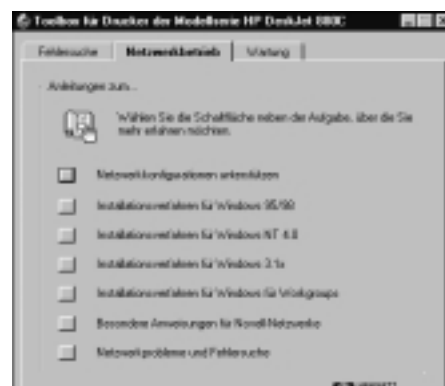 Toolbox für Drucker der Modellserie HP DeskJet 880C
Fehlersuche Netzwerkbetrieb Wartung
Anleitungen zum...
Wählen Sie die Schaltfläche neben der Aufgabe, über die Sie
mehr erfahren möchten.
Netzwerkkonfigurationen unterstützen
Installationsverfahren für Windows 95/98
Installationsverfahren für Windows NT 4.0
Installationsverfahren für Windows 3.1x
Installationsverfahren für Windows für Workgroups
Besondere Anweisungen für Novell-Netzwerke
Netzwerkprobleme und Fehlersuche